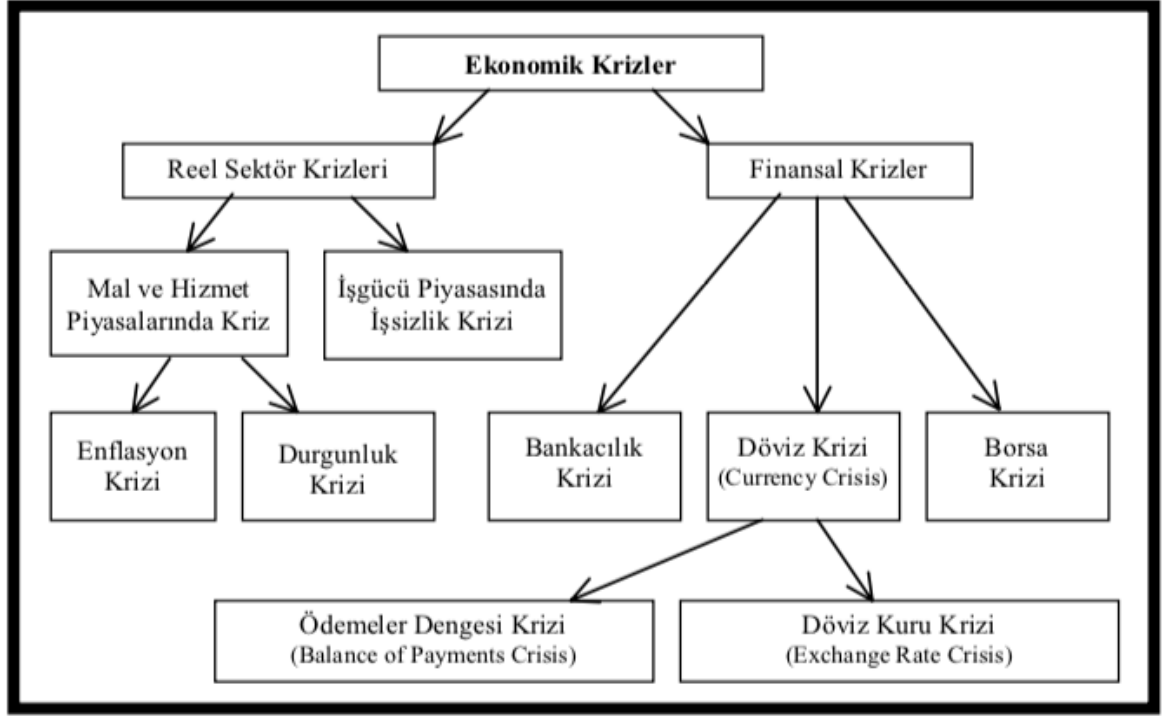 Ekonomik Krizler
Reel Sektör Krizleri
Finansal Krizler
Mal ve Hizmet
Piyasalarında Kriz
İşgücü Piyasasında
İşsizlik Krizi
Enflasyon
Krizi
Durgunluk
Krizi
Bankacılık
Krizi
Döviz Krizi
(Currency Crisis)
Borsa
Krizi
Ödemeler Dengesi Krizi
(Balance of Payments Crisis)
Döviz Kuru Krizi
(Exchange Rate Crisis)